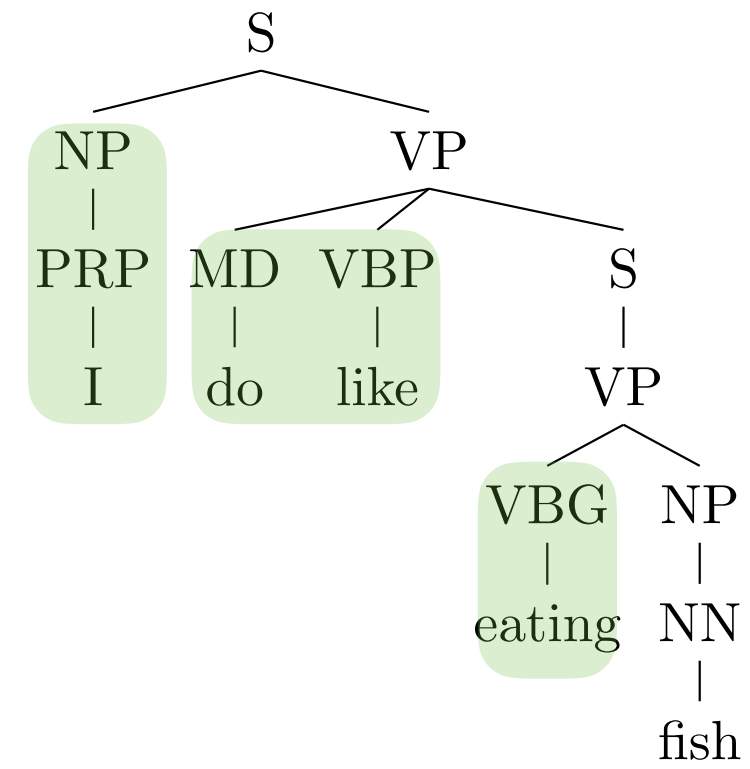 S
NP VP
PRP MD VBP S
I do like VP
VBG NP
eating NN
fish